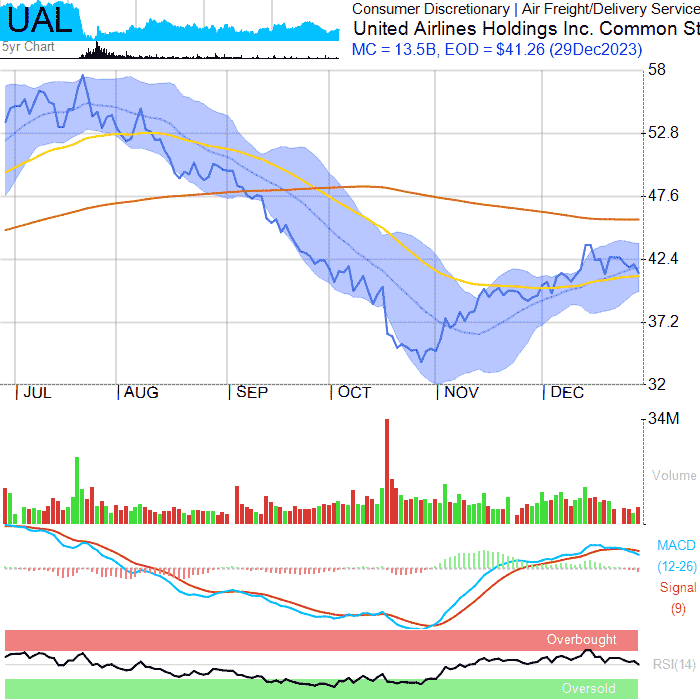 UAL
5yr Chart
Consumer Discretionary | Air Freight/Delivery Service
United Airlines Holdings Inc. Common St
MC = 13.5B, EOD = $41.26 (29Dec2023)
58
52.8
47.6
42.4
37.2
32
JUL AUG SEP OCT NOV DEC
34M
Volume
MACD
(12-26)
Signal
(9)
Overbought
RSI(14)
Oversold